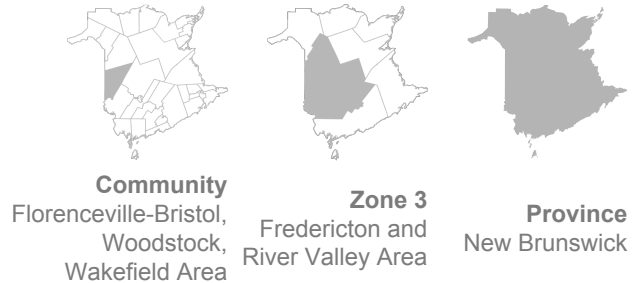 Community
Florenceville-Bristol,
Woodstock,
Wakefield Area
Zone 3
Fredericton and
River Valley Area
Province
New Brunswick